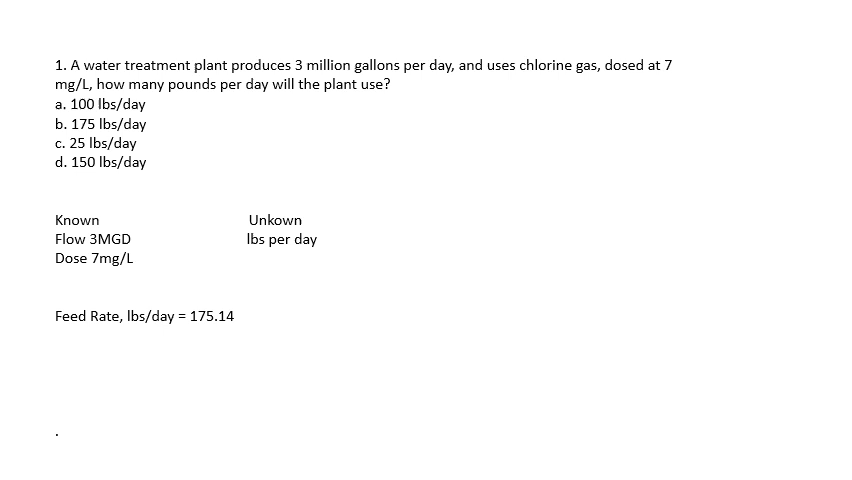 1. A water treatment plant produces 3 million gallons per day, and uses chlorine gas, dosed at 7
mg/L, how many pounds per day will the plant use?
a. 100 lbs/day
b. 175 lbs/day
c. 25 lbs/day
d. 150 lbs/day
Known Unkown
Flow 3MGD lbs per day
Dose 7mg/L
Feed Rate, lbs/day = 175.14
.